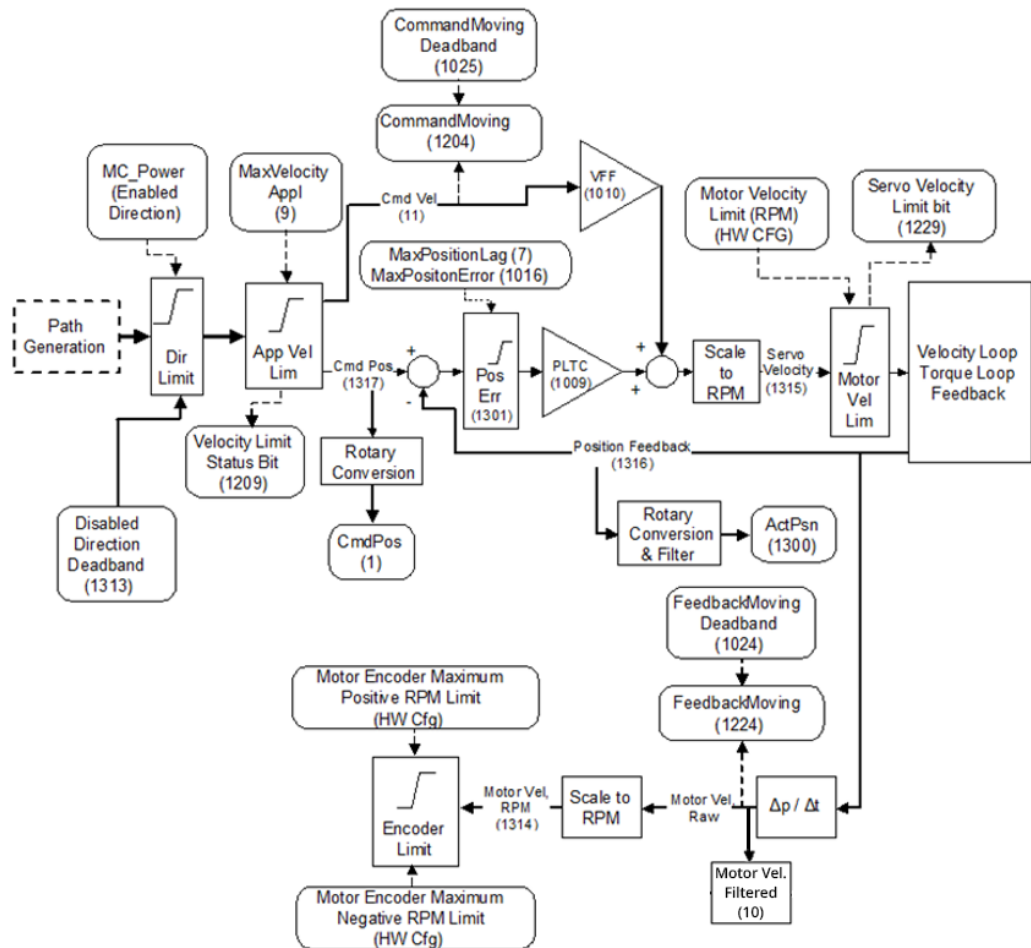 CommandMoving
Deadband
(1025)
CommandMoving
(1204)
MC_Power
(Enabled
Direction)
MaxVelocity
Appl
(9)
Cmd Vel
(11)
VFF
(1010)
Motor Velocity
Limit (RPM)
(HW CFG)
Servo Velocity
Limit bit
(1229)
MaxPositionLag (7)
MaxPositonError (1016)
Path
Generation
Dir
Limit
App Vel
Lim
Cmd Pos
(1317)
+
-
Pos
Err
(1301)
PLTC
(1009)
+
+
Scale
to
RPM
Servo
Velocity
(1315)
Motor
Vel
Lim
Velocity Loop
Torque Loop
Feedback
Velocity Limit
Status Bit
(1209)
Rotary
Conversion
Position Feedback
(1316)
Disabled
Direction
Deadband
(1313)
CmdPos
(1)
Rotary
Conversion
& Filter
ActPsn
(1300)
FeedbackMoving
Deadband
(1024)
FeedbackMoving
(1224)
Motor Encoder Maximum
Positive RPM Limit
(HW Cfg)
Encoder
Limit
Motor Vel,
RPM
(1314)
Scale to
RPM
Motor Vel,
Raw
Δp / Δt
Motor Vel.
Filtered
(10)
Motor Encoder Maximum
Negative RPM Limit
(HW Cfg)